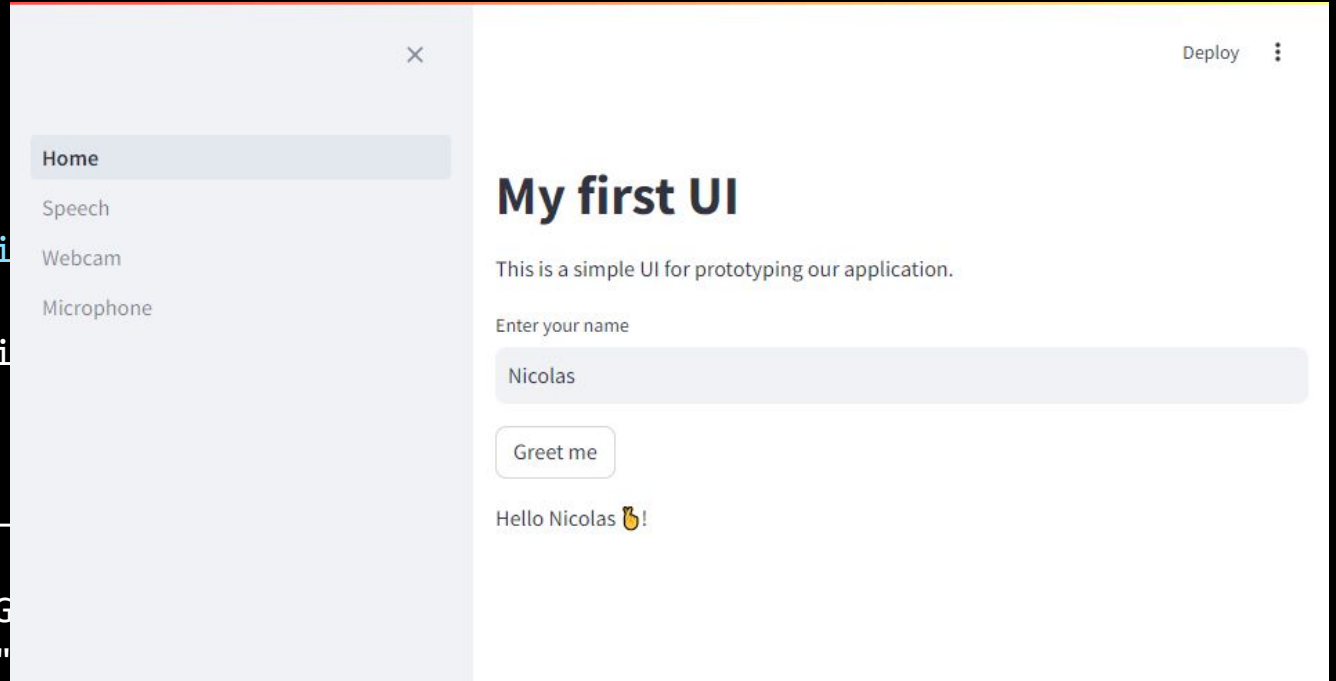 Deploy
Home
Speech
Webcam
Microphone
My first UI
This is a simple UI for prototyping our application.
Enter your name
Nicolas
Greet me
Hello Nicolas 🫰!